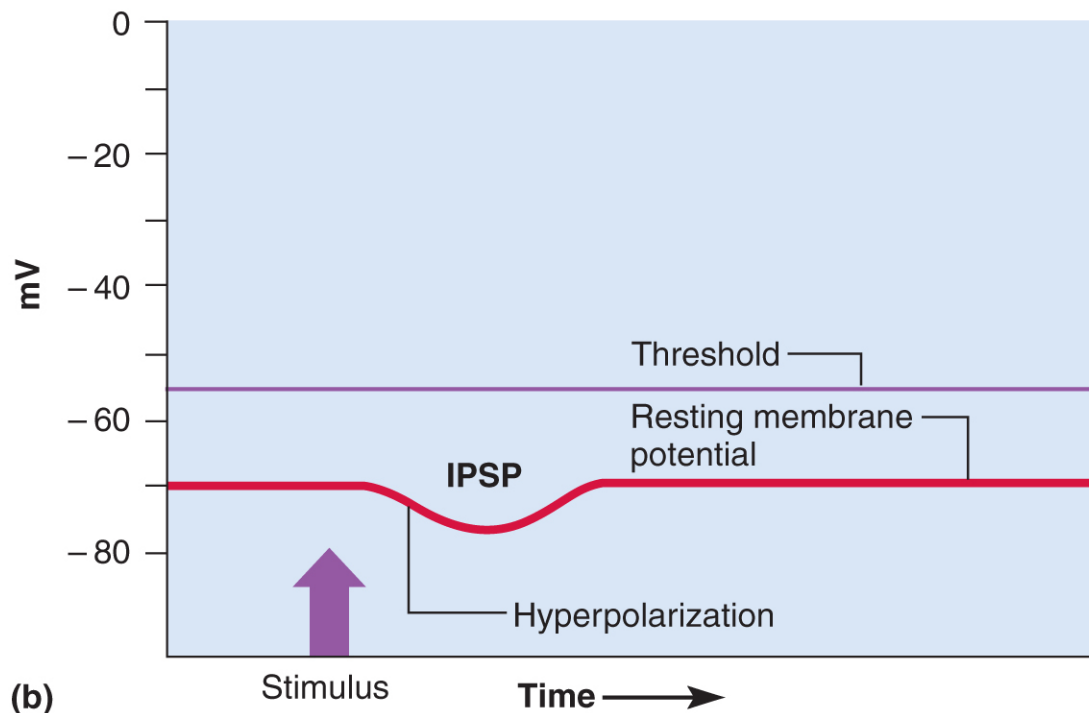 0
–20
–40
mV
Threshold
–60
Resting membrane
potential
IPSP
–80
Hyperpolarization
(b)
Stimulus
Time